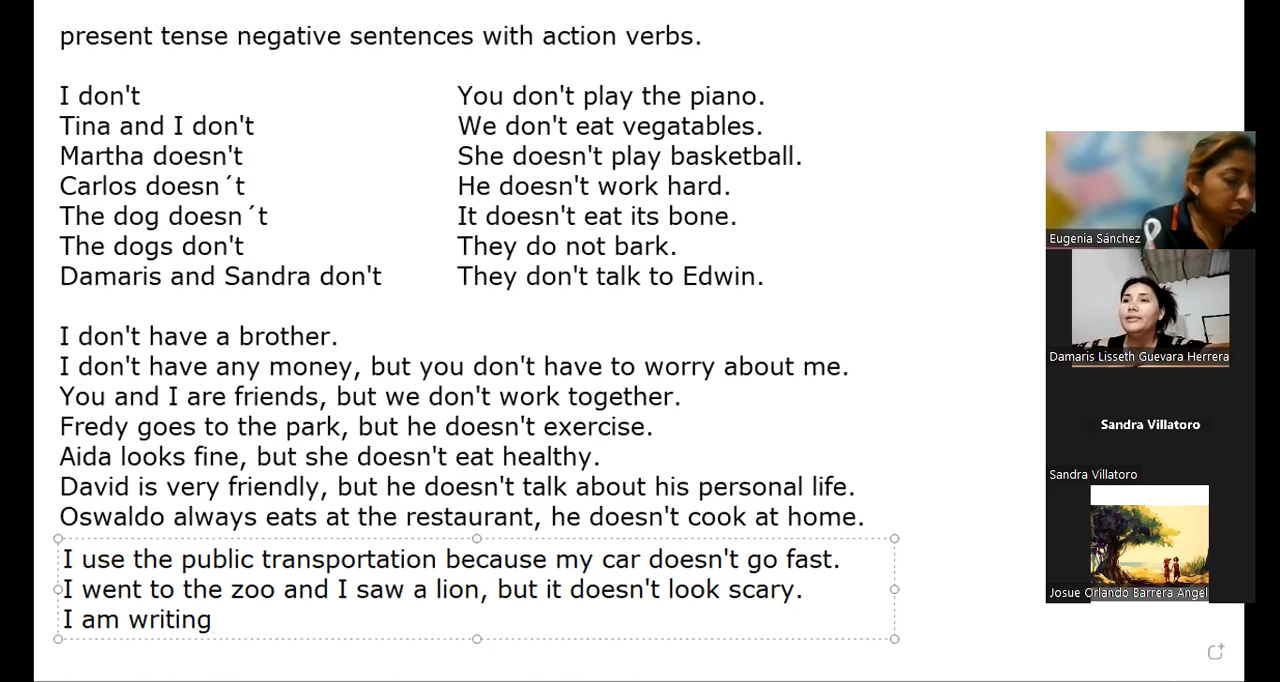 present tense negative sentences with action verbs.
I don't
Tina and I don't
Martha doesn't
Carlos doesn´t
The dog doesn´t
The dogs don't
Damaris and Sandra don't
You don't play the piano.
We don't eat vegatables.
She doesn't play basketball.
He doesn't work hard.
It doesn't eat its bone.
They do not bark.
They don't talk to Edwin.
I don't have a brother.
I don't have any money, but you don't have to worry about me.
You and I are friends, but we don't work together.
Fredy goes to the park, but he doesn't exercise.
Aida looks fine, but she doesn't eat healthy.
David is very friendly, but he doesn't talk about his personal life.
Oswaldo always eats at the restaurant, he doesn't cook at home.
I use the public transportation because my car doesn't go fast.
I went to the zoo and I saw a lion, but it doesn't look scary.
I am writing
Eugenia Sánchez
Damaris Lisseth Guevara Herrera
Sandra Villatoro
Sandra Villatoro
Josue Orlando Barrera Angel